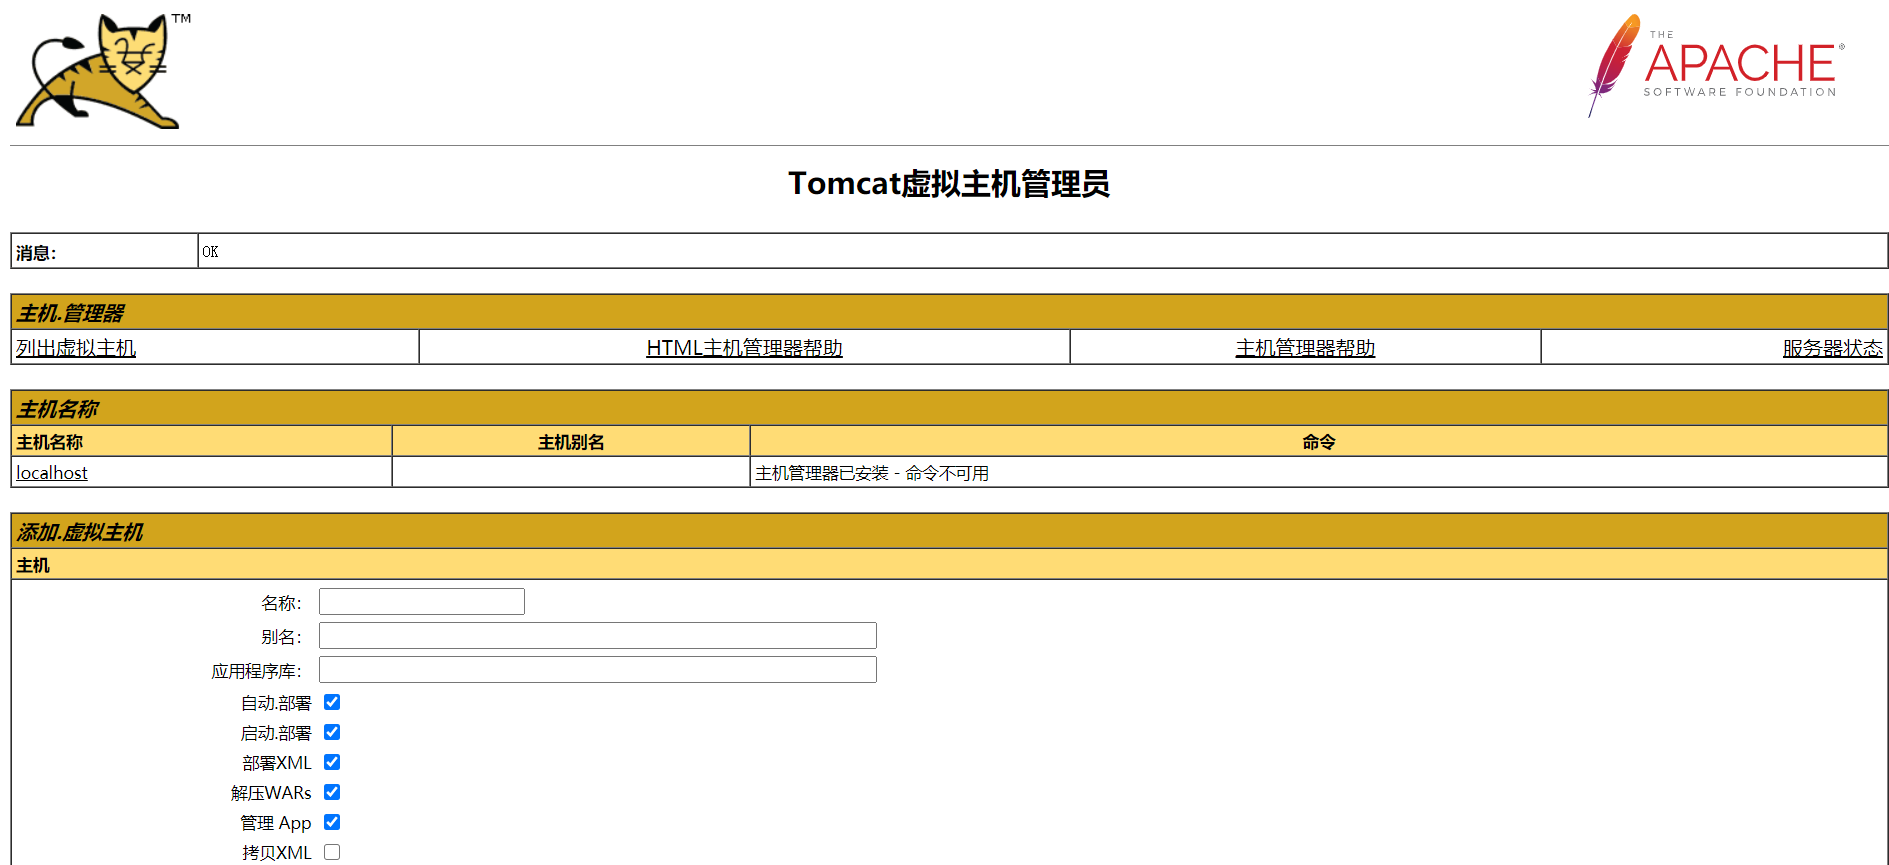 TM
THE
APACHE®
SOFTWARE FOUNDATION
Tomcat虚拟主机管理员
消息: OK
主机.管理器
列出虚拟主机 HTML主机管理器帮助 主机管理器帮助 服务器状态
主机名称
主机名称 主机别名 命令
localhost 主机管理器已安装 - 命令不可用
添加.虚拟主机
主机
名称:
别名:
应用程序库:
自动.部署
启动.部署
部署XML
解压WARs
管理 App
拷贝XML